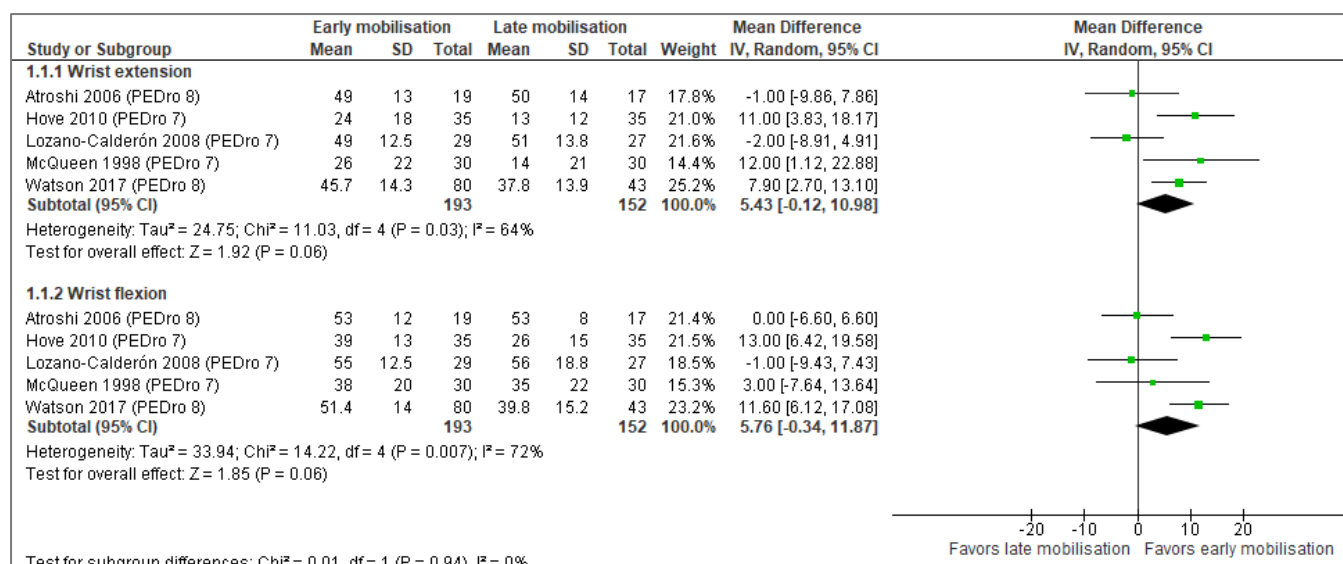 Early mobilisation Late mobilisation Mean Difference Mean Difference
Study or Subgroup Mean SD Total Mean SD Total Weight IV, Random, 95% CI IV, Random, 95% CI
1.1.1 Wrist extension
Atroshi 2006 (PEDro 8) 49 13 19 50 14 17 17.8% -1.00 [-9.86, 7.86]
Hove 2010 (PEDro 7) 24 18 35 13 12 35 21.0% 11.00 [3.83, 18.17]
Lozano-Calderón 2008 (PEDro 7) 49 12.5 29 51 13.8 27 21.6% -2.00 [-8.91, 4.91]
McQueen 1998 (PEDro 7) 26 22 30 14 21 30 14.4% 12.00 [1.12, 22.88]
Watson 2017 (PEDro 8) 45.7 14.3 80 37.8 13.9 43 25.2% 7.90 [2.70, 13.10]
Subtotal (95% CI) 193 152 100.0% 5.43 [-0.12, 10.98]
Heterogeneity: Tau² = 24.75; Chi² = 11.03, df = 4 (P = 0.03); I² = 64%
Test for overall effect: Z = 1.92 (P = 0.06)
1.1.2 Wrist flexion
Atroshi 2006 (PEDro 8) 53 12 19 53 8 17 21.4% 0.00 [-6.60, 6.60]
Hove 2010 (PEDro 7) 39 13 35 26 15 35 21.5% 13.00 [6.42, 19.58]
Lozano-Calderón 2008 (PEDro 7) 55 12.5 29 56 18.8 27 18.5% -1.00 [-9.43, 7.43]
McQueen 1998 (PEDro 7) 38 20 30 35 22 30 15.3% 3.00 [-7.64, 13.64]
Watson 2017 (PEDro 8) 51.4 14 80 39.8 15.2 43 23.2% 11.60 [6.12, 17.08]
Subtotal (95% CI) 193 152 100.0% 5.76 [-0.34, 11.87]
Heterogeneity: Tau² = 33.94; Chi² = 14.22, df = 4 (P = 0.007); I² = 72%
Test for overall effect: Z = 1.85 (P = 0.06)
-20 -10 0 10 20
Favors late mobilisation Favors early mobilisation
Test for subgroup differences: Chi² = 0.01, df = 1 (P = 0.94), I² = 0%